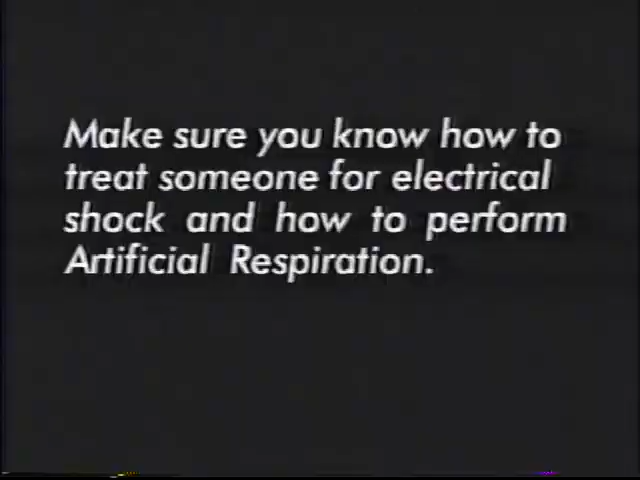 Make sure you know how to
treat someone for electrical
shock and how to perform
Artificial Respiration.